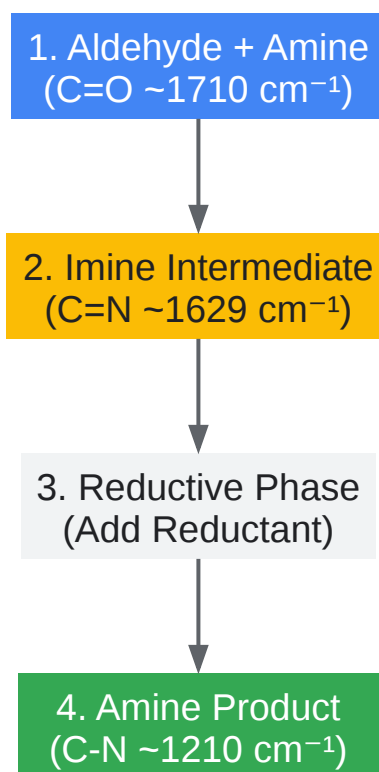 1. Aldehyde + Amine
(C=O ~1710 cm⁻¹)
2. Imine Intermediate
(C=N ~1629 cm⁻¹)
3. Reductive Phase
(Add Reductant)
4. Amine Product
(C-N ~1210 cm⁻¹)